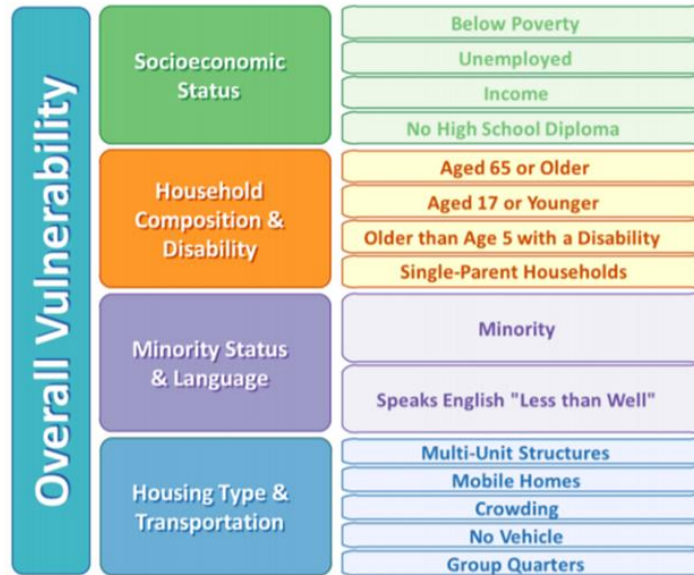 Overall Vulnerability
Socioeconomic
Status
Below Poverty
Unemployed
Income
No High School Diploma
Household
Composition &
Disability
Aged 65 or Older
Aged 17 or Younger
Older than Age 5 with a Disability
Single-Parent Households
Minority Status
& Language
Minority
Speaks English "Less than Well"
Housing Type &
Transportation
Multi-Unit Structures
Mobile Homes
Crowding
No Vehicle
Group Quarters